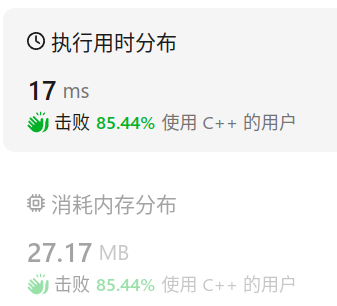 执行用时分布
17 ms
击败 85.44% 使用 C++ 的用户
消耗内存分布
27.17 MB
击败 85.44% 使用 C++ 的用户